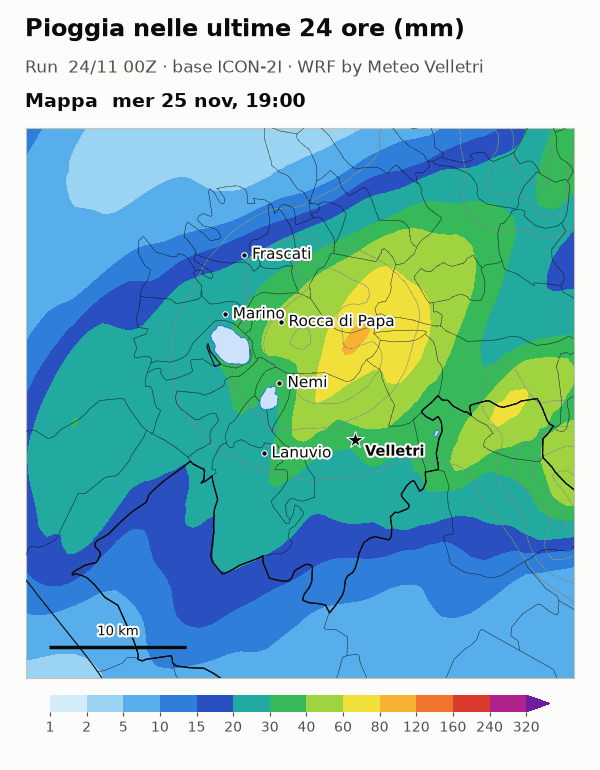 Pioggia nelle ultime 24 ore (mm)
Run  24/11 00Z · base ICON-2I · WRF by Meteo Velletri
Mappa  mer 25 nov, 19:00
Frascati
Marino
Rocca di Papa
Nemi
Velletri
Lanuvio
10 km
1 2 5 10 15 20 30 40 60 80 120 160 240 320